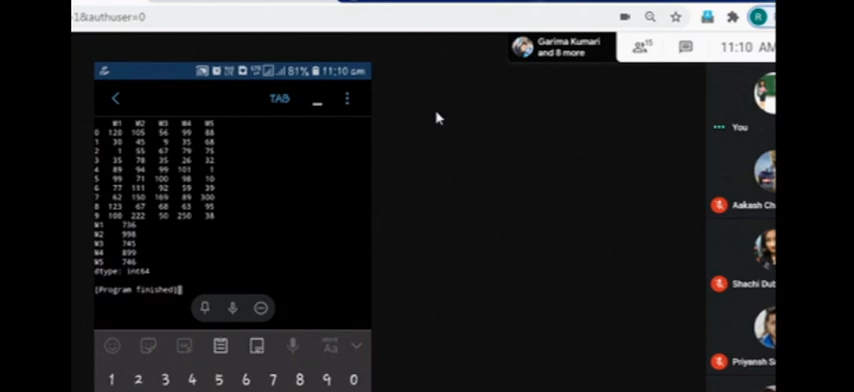 =1&authuser=0
R
Garima Kumari
and 8 more
15
11:10 AM
81% 11:10 am
TAB
W1 W2 W3 W4 W5
0 120 105 56 99 88
1 30 45 9 35 68
2 1 55 67 79 75
3 35 78 35 26 32
4 89 94 99 101 1
5 99 71 100 98 10
6 77 111 92 59 39
7 62 150 169 89 300
8 123 67 68 63 95
9 100 222 50 250 38
W1 736
W2 998
W3 745
W4 899
W5 746
dtype: int64
[Program finished]
You
Aakash Ch
Shachi Dub
Priyansh S
Aa
1 2 3 4 5 6 7 8 9 0